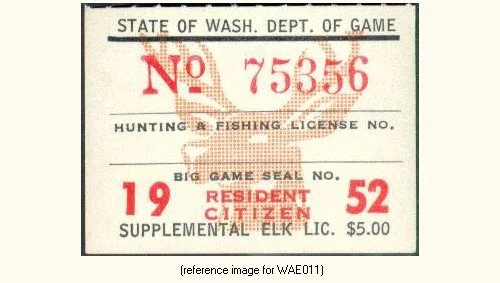 STATE OF WASH. DEPT. OF GAME
No 75356
HUNTING & FISHING LICENSE NO.
BIG GAME SEAL NO.
19 RESIDENT CITIZEN 52
SUPPLEMENTAL ELK LIC. $5.00
(reference image for WAE011)